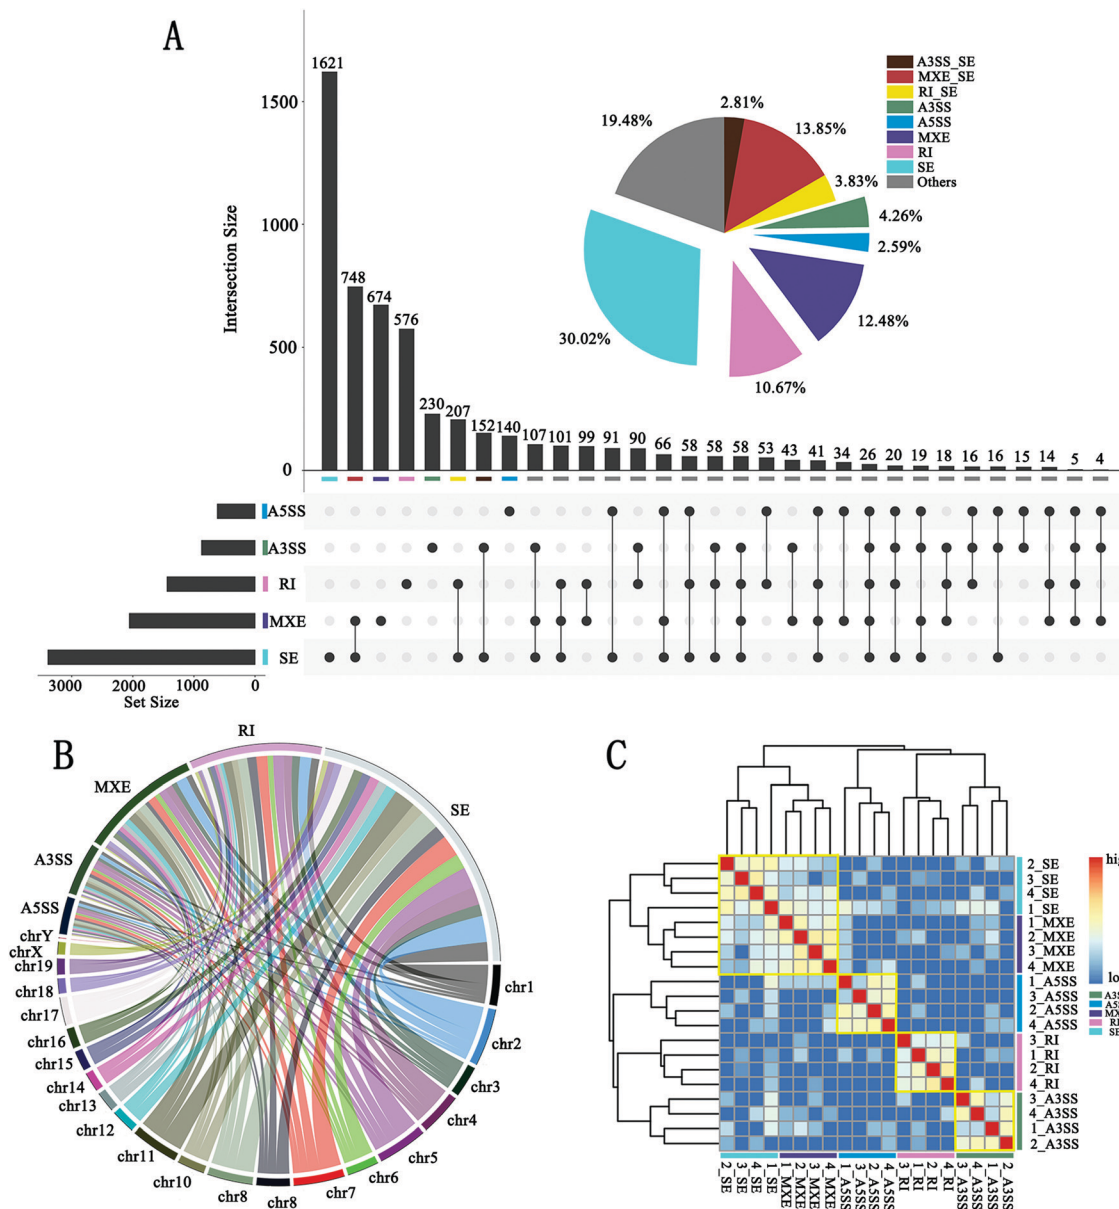 A
1621
1500
1000
500
0
Intersection Size
748
674
576
230
207
152
140
107
101
99
91
90
66
58
58
58
53
43
41
34
26
20
19
18
16
16
15
14
5
4
2.81%
13.85%
3.83%
4.26%
2.59%
12.48%
10.67%
30.02%
19.48%
A3SS_SE
MXE_SE
RI_SE
A3SS
A5SS
MXE
RI
SE
Others
A5SS
A3SS
RI
MXE
SE
3000 2000 1000 0
Set Size
B
RI
SE
MXE
A3SS
A5SS
chrY
chrX
chr19
chr18
chr17
chr16
chr15
chr14
chr13
chr12
chr11
chr10
chr8
chr8
chr7
chr6
chr5
chr4
chr3
chr2
chr1
C
2_SE
3_SE
4_SE
1_SE
1_MXE
2_MXE
3_MXE
4_MXE
1_A5SS
3_A5SS
2_A5SS
4_A5SS
3_RI
1_RI
2_RI
4_RI
3_A3SS
4_A3SS
1_A3SS
2_A3SS
2_SE
3_SE
4_SE
1_SE
1_MXE
2_MXE
3_MXE
4_MXE
1_A5SS
3_A5SS
2_A5SS
4_A5SS
3_RI
1_RI
2_RI
4_RI
3_A3SS
4_A3SS
1_A3SS
2_A3SS
hig
lo
A3S
A5S
MX
RI
SE